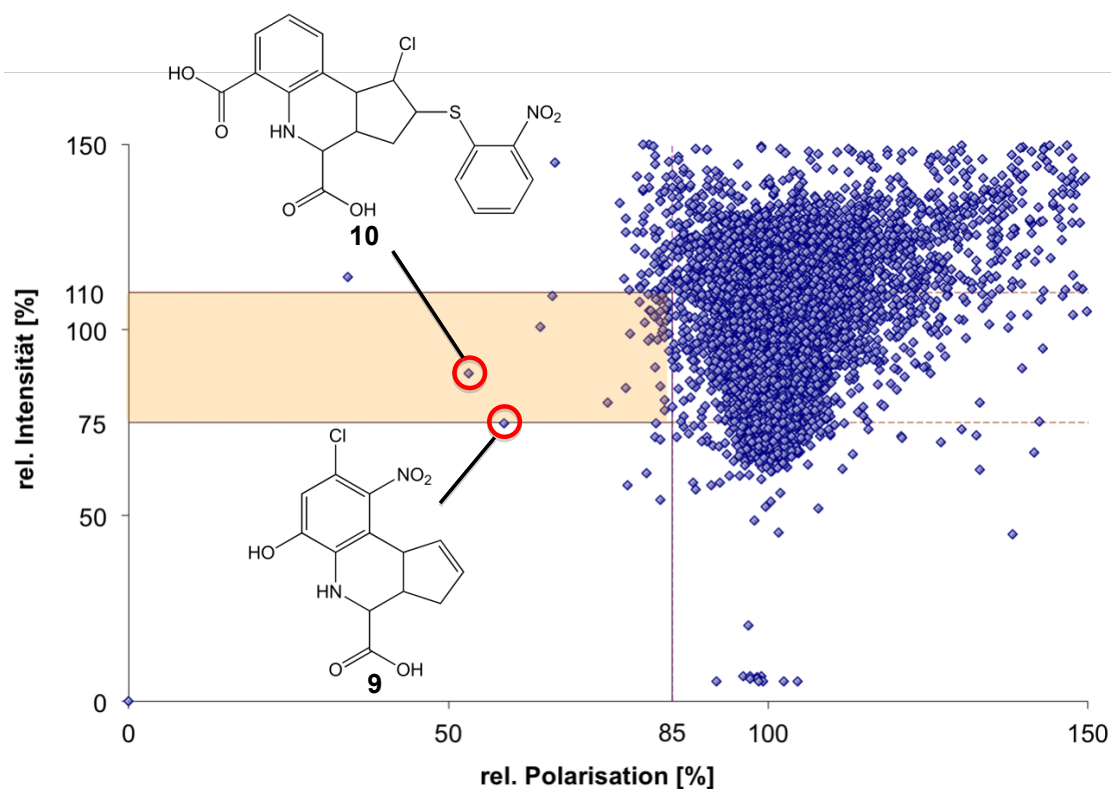 Cl
HO
O
HN
S
NO2
O
OH
10
150
110
100
75
50
0
rel. Intensität [%]
Cl
NO2
HO
HN
O
OH
9
0
50
85
100
150
rel. Polarisation [%]